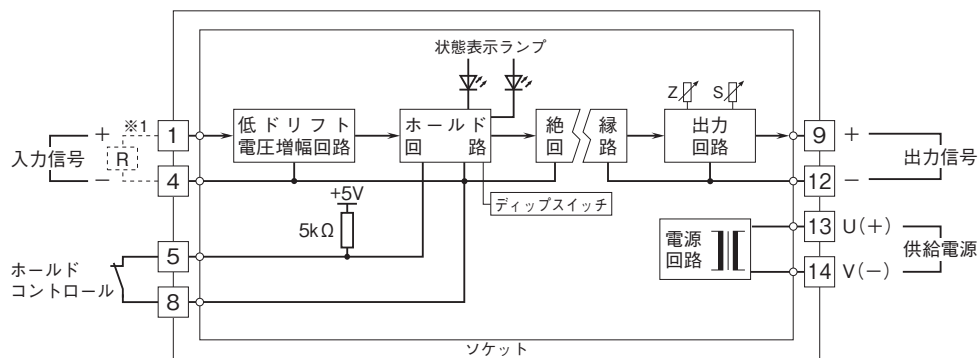 状態表示ランプ
※1
R
+
入力信号
−
1
4
低ドリフト
電圧増幅回路
ホールド
回路
絶縁
回路
Z
S
出力
回路
9
+
出力信号
12
−
ディップスイッチ
+5V
5kΩ
ホールド
コントロール
5
8
電源
回路
13
U(+)
供給電源
14
V(−)
ソケット